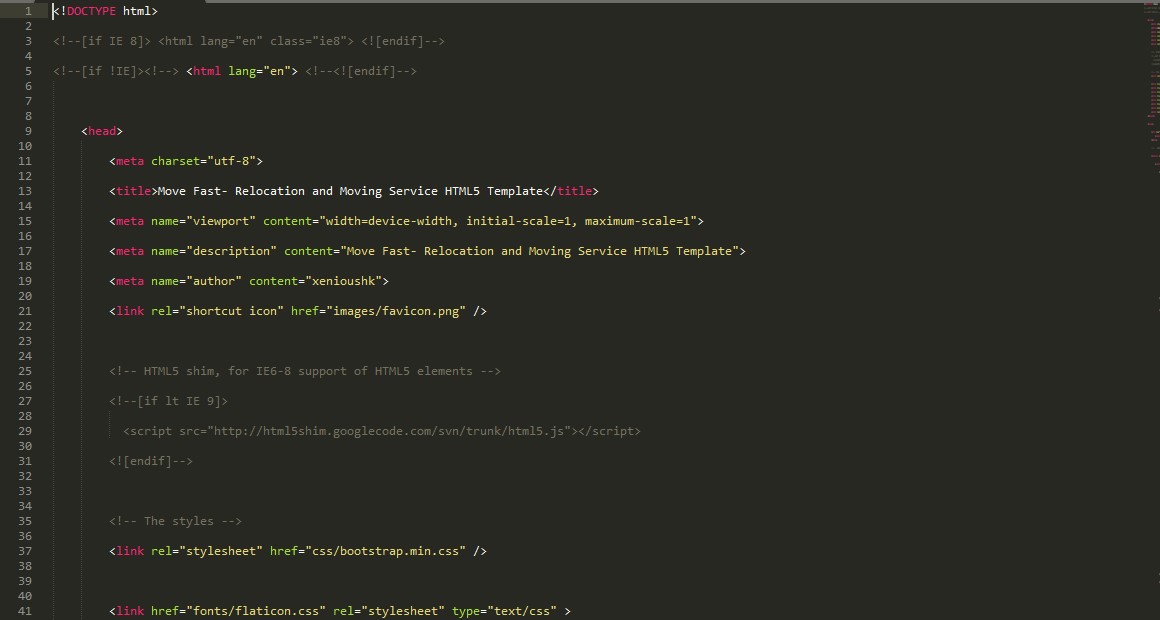 1 <!DOCTYPE html>
2
3 <!--[if IE 8]> <html lang="en" class="ie8"> <![endif]-->
4
5 <!--[if !IE]><!--> <html lang="en"> <!--<![endif]-->
6
7
8
9 <head>
10
11 <meta charset="utf-8">
12
13 <title>Move Fast- Relocation and Moving Service HTML5 Template</title>
14
15 <meta name="viewport" content="width=device-width, initial-scale=1, maximum-scale=1">
16
17 <meta name="description" content="Move Fast- Relocation and Moving Service HTML5 Template">
18
19 <meta name="author" content="xenioushk">
20
21 <link rel="shortcut icon" href="images/favicon.png" />
22
23
24
25 <!-- HTML5 shim, for IE6-8 support of HTML5 elements -->
26
27 <!--[if lt IE 9]>
28
29 <script src="http://html5shim.googlecode.com/svn/trunk/html5.js"></script>
30
31 <![endif]-->
32
33
34
35 <!-- The styles -->
36
37 <link rel="stylesheet" href="css/bootstrap.min.css" />
38
39
40
41 <link href="fonts/flaticon.css" rel="stylesheet" type="text/css" >